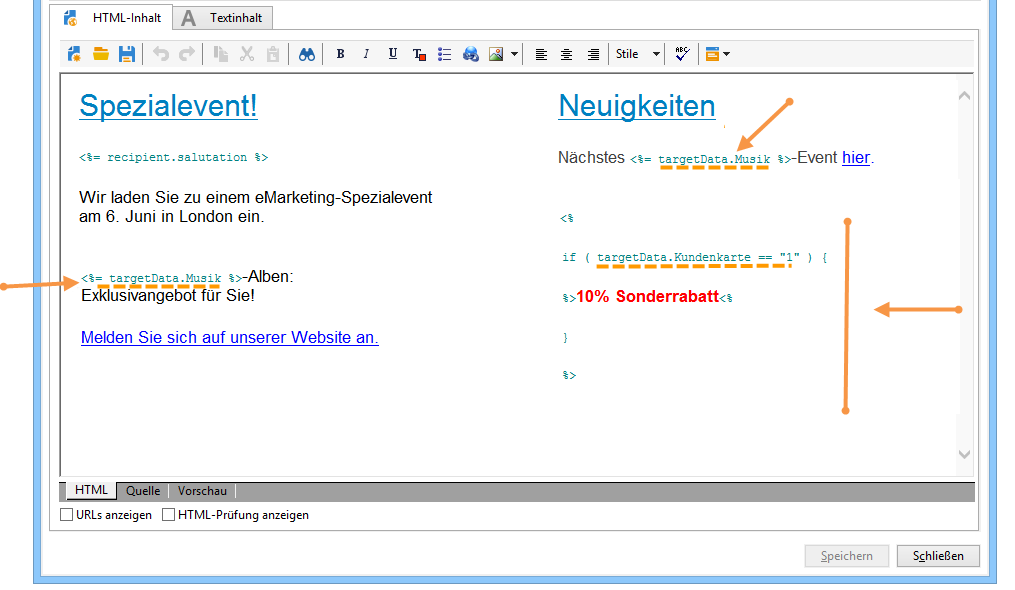 HTML-Inhalt
A Textinhalt
B I U T Stile ABC
Spezialevent!
<%= recipient.salutation %>
Wir laden Sie zu einem eMarketing-Spezialevent
am 6. Juni in London ein.
<%= targetData.Musik %>-Alben:
Exklusivangebot für Sie!
Melden Sie sich auf unserer Website an.
Neuigkeiten
Nächstes <%= targetData.Musik %>-Event hier.
<%
if ( targetData.Kundenkarte == "1" ) {
%>10% Sonderrabatt<%
}
%>
HTML Quelle Vorschau
URLs anzeigen HTML-Prüfung anzeigen
Speichern Schließen